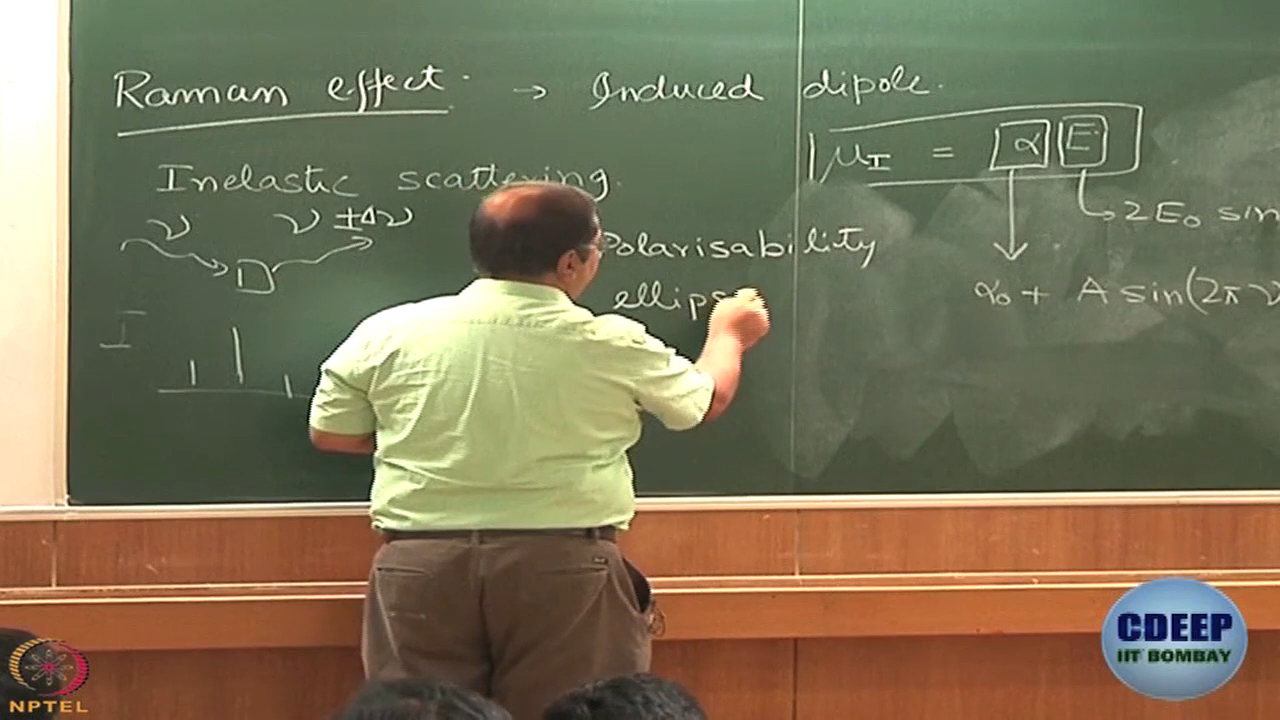 Raman effect. → Induced dipole.
μI = α E
Inelastic scattering.
ν ν ±Δν
2E0 sin
Polarisability
α0 + A sin(2π ν
ellips
I
CDEEP
IIT BOMBAY
NPTEL